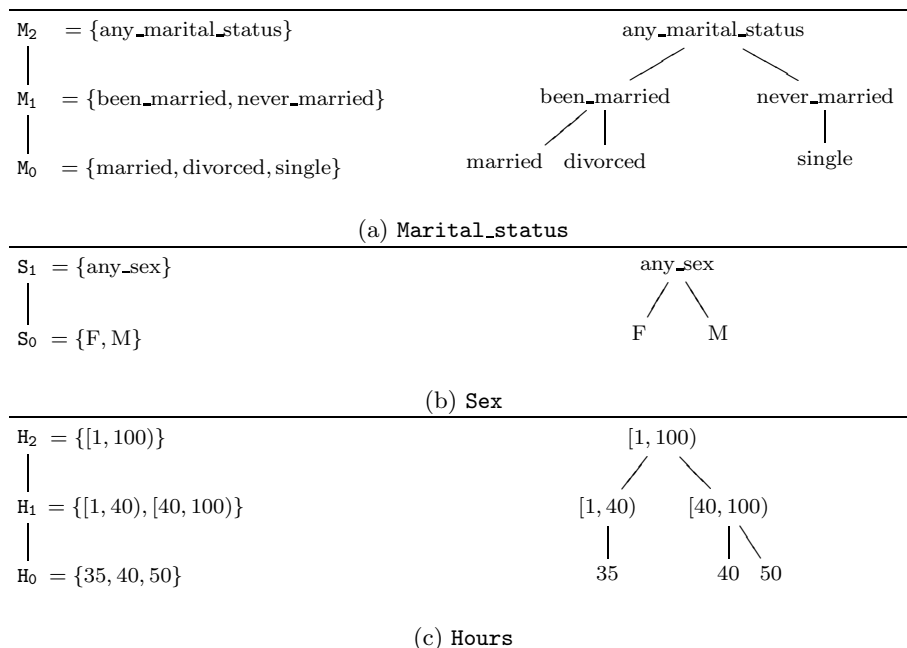 M₂ = {any_marital_status} any_marital_status
M₁ = {been_married, never_married} been_married never_married
M₀ = {married, divorced, single} married divorced single
(a) Marital_status
S₁ = {any_sex} any_sex
S₀ = {F, M} F M
(b) Sex
H₂ = {[1, 100)} [1, 100)
H₁ = {[1, 40), [40, 100)} [1, 40) [40, 100)
H₀ = {35, 40, 50} 35 40 50
(c) Hours